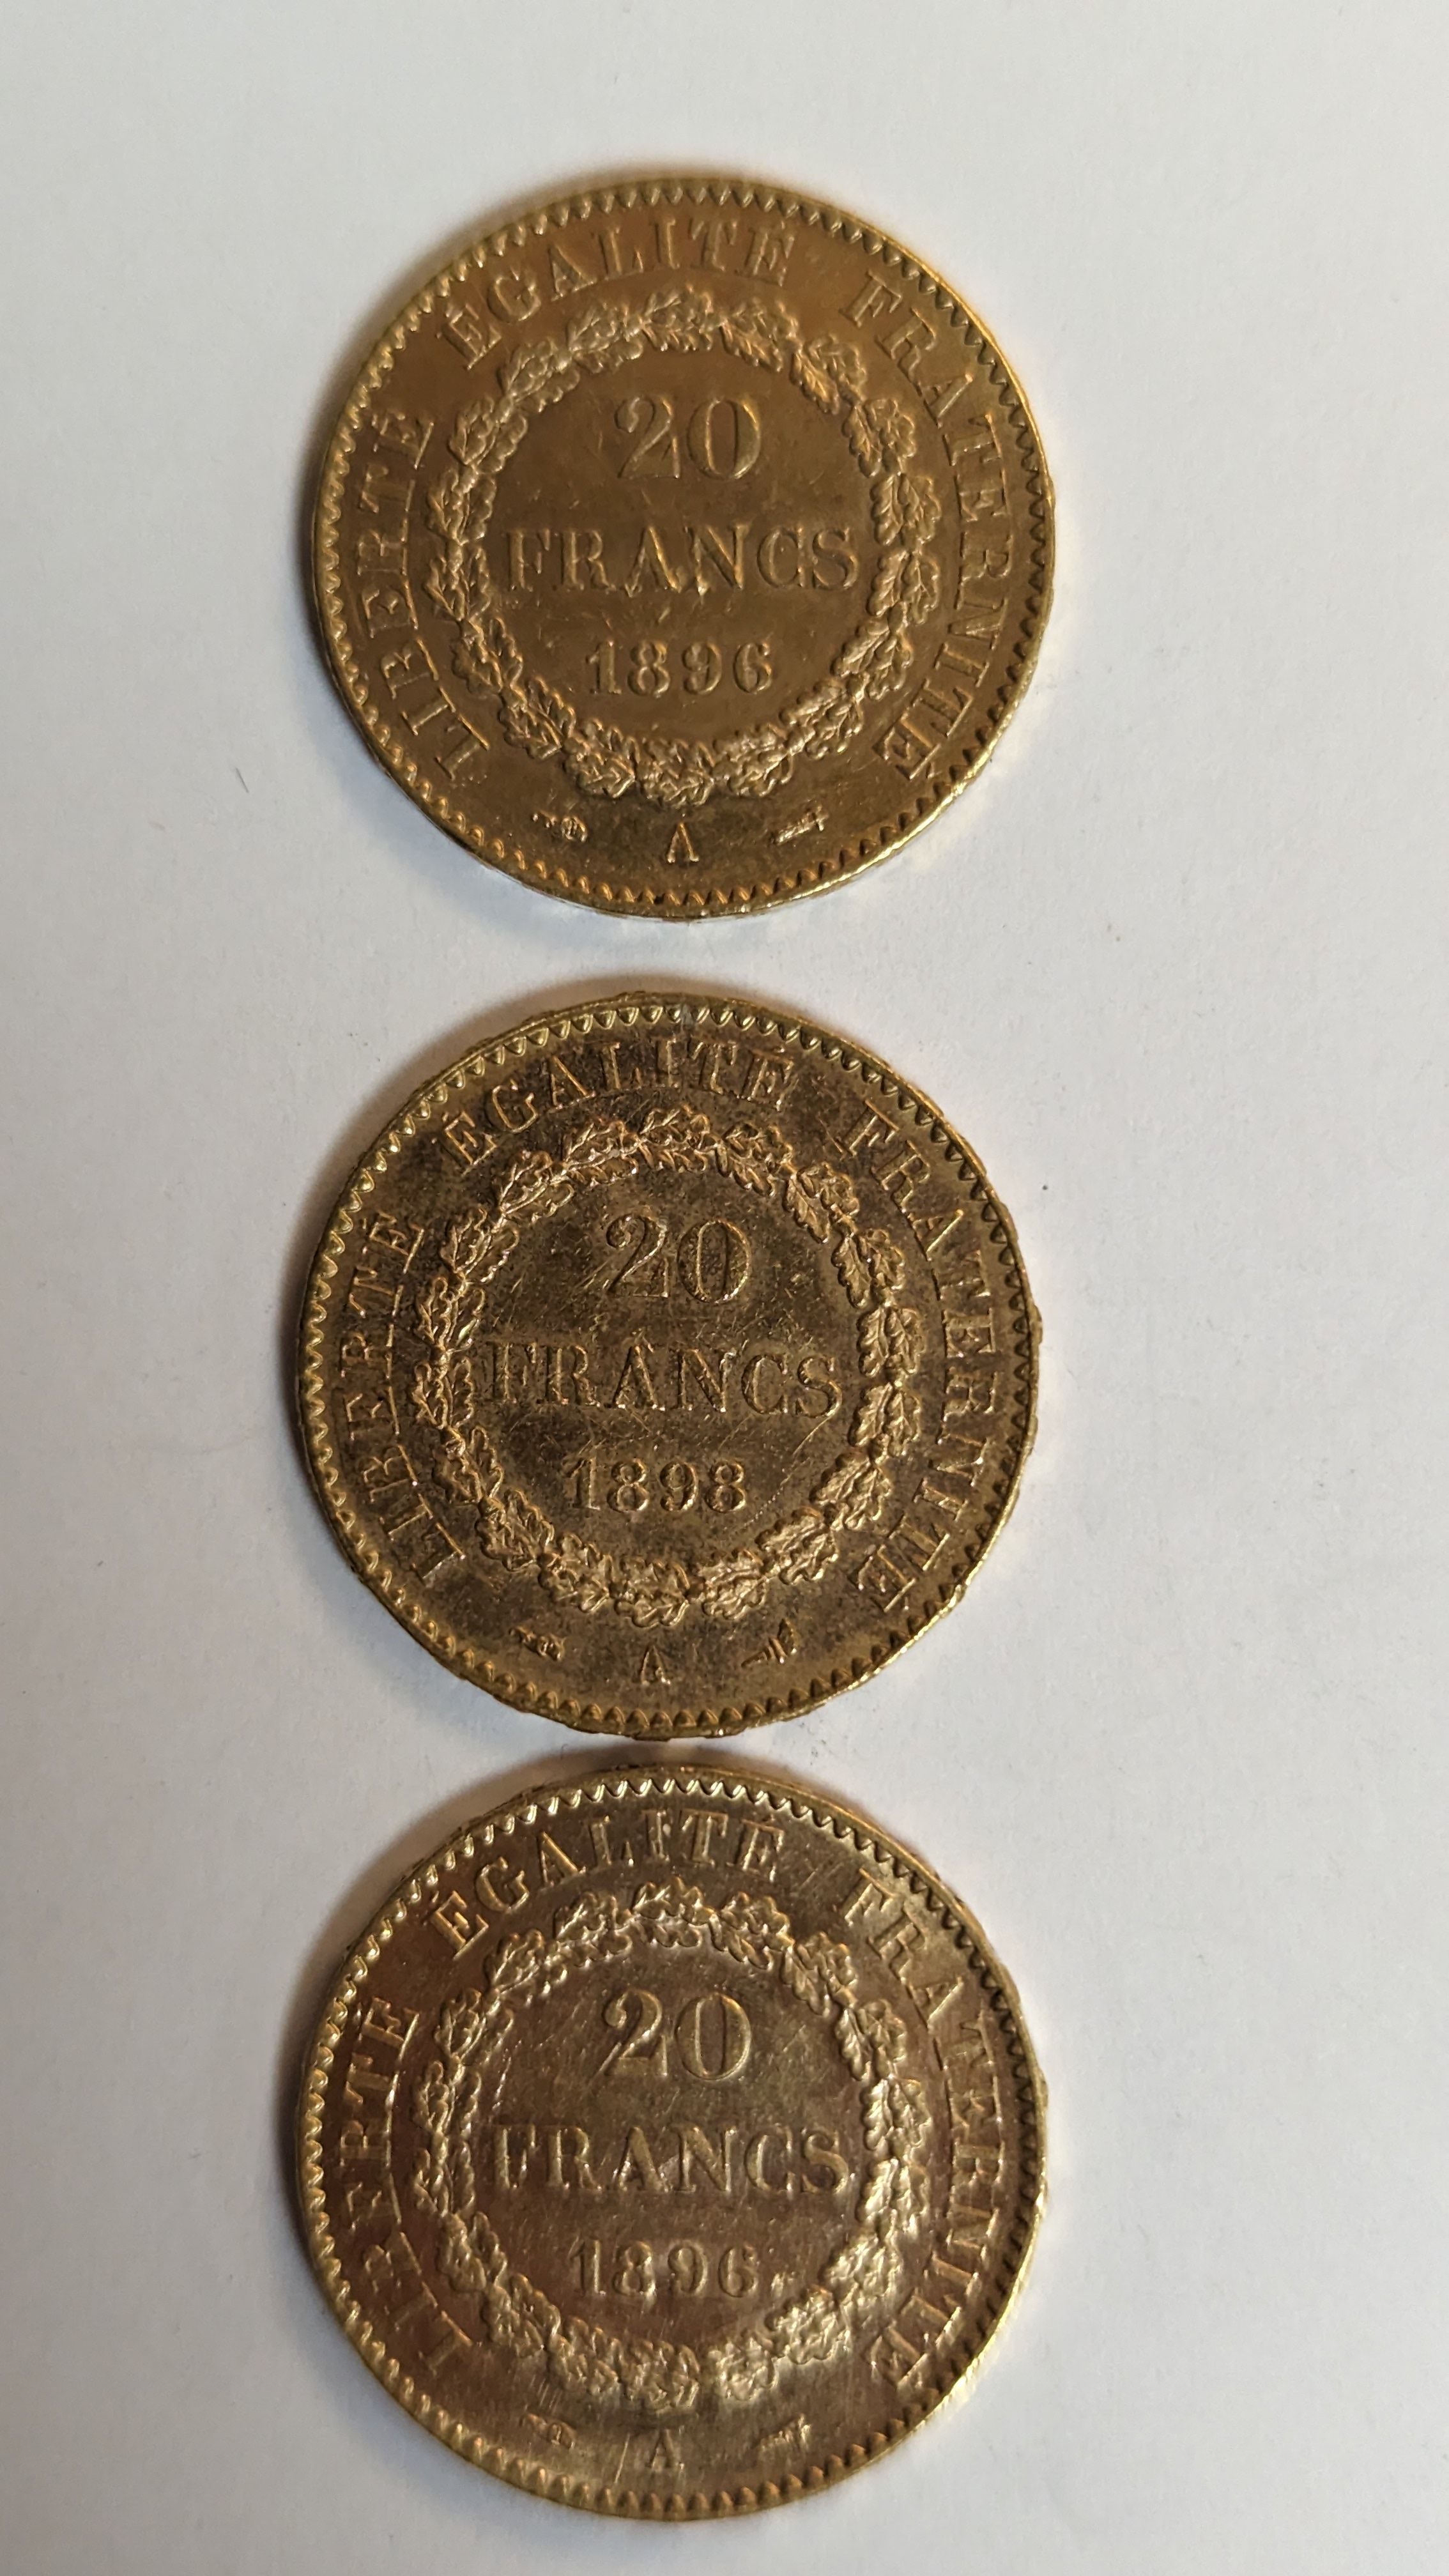 LIBERTÉ ÉGALITÉ FRATERNITÉ
20
FRANCS
1896
A
LIBERTÉ ÉGALITÉ FRATERNITÉ
20
FRANCS
1898
A
LIBERTÉ ÉGALITÉ FRATERNITÉ
20
FRANCS
1896
A